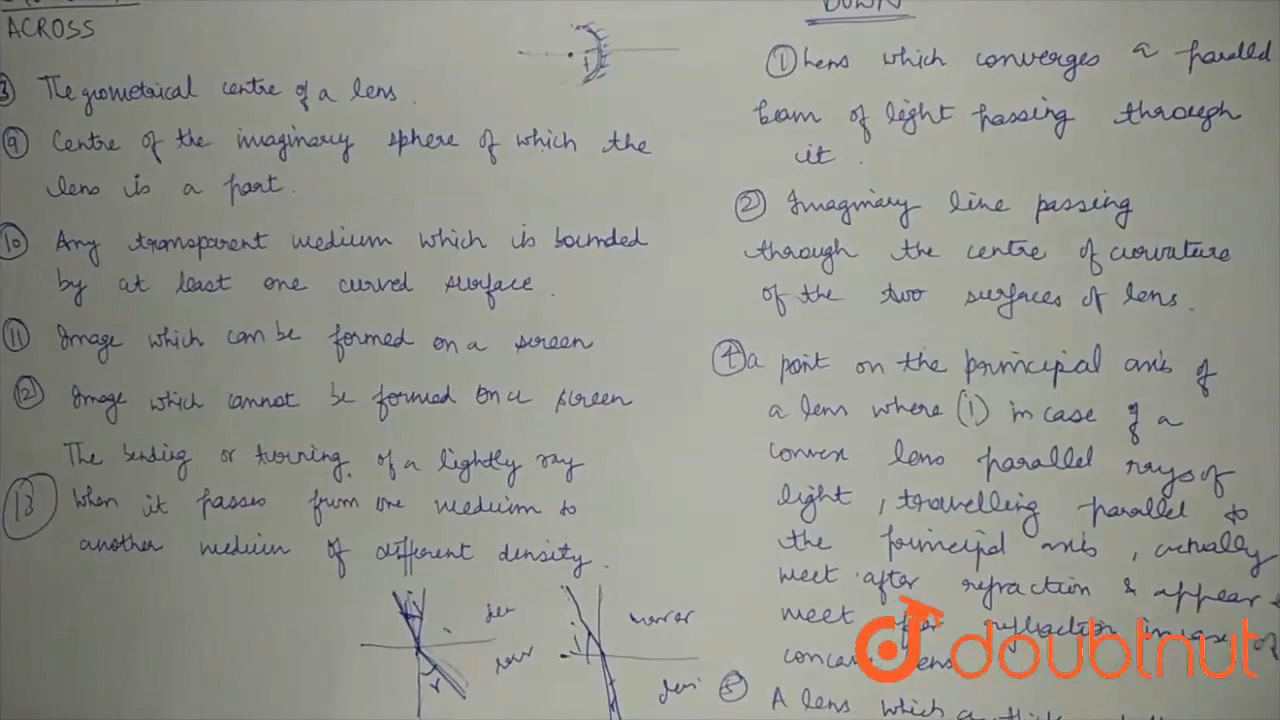 ACROSS
3 The geometrical centre of a lens.
9 Centre of the imaginary sphere of which the
lens is a part.
10 Any transparent medium which is bounded
by at least one curved surface.
11 Image which can be formed on a screen
12 Image which cannot be formed on a screen
13 The bending or turning of a lightly ray
when it passes from one medium to
another medium of different density.
den
rarer
rarer
DOWN
1 Lens which converges a parallel
beam of light passing through
it.
2 Imaginary line passing
through the centre of curvature
of the two surfaces of lens.
4 a point on the principal axis of
a lens where (i) in case of a
convex lens parallel rays of
light, travelling parallel to
the principal axis, actually
meet after refraction & appear
meet after refraction in case of
concave lens
5 A lens which
doubtnut